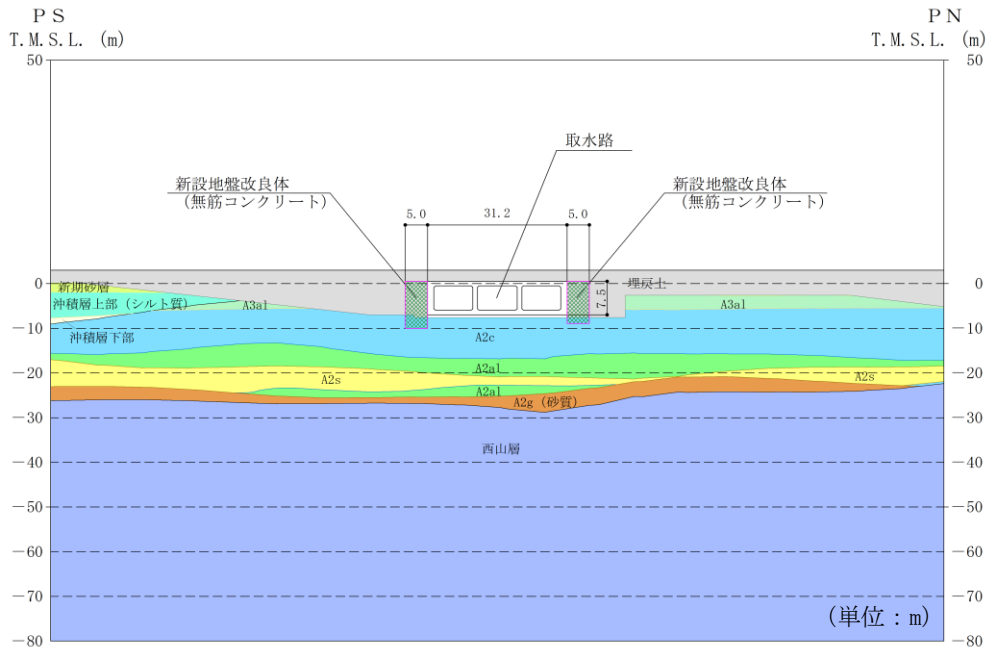 ＰＳ
T.M.S.L. (m)
ＰＮ
T.M.S.L. (m)
50
50
取水路
新設地盤改良体
（無筋コンクリート）
新設地盤改良体
（無筋コンクリート）
5.0
31.2
5.0
0
新期砂層
埋戻土
0
7.5
沖積層上部（シルト質）
A3al
A3al
－10
沖積層下部
A2c
－10
A2al
－20
A2s
A2s
－20
A2al
A2g（砂質）
－30
－30
西山層
－40
－40
－50
－50
－60
－60
－70
－70
（単位：m）
－80
－80